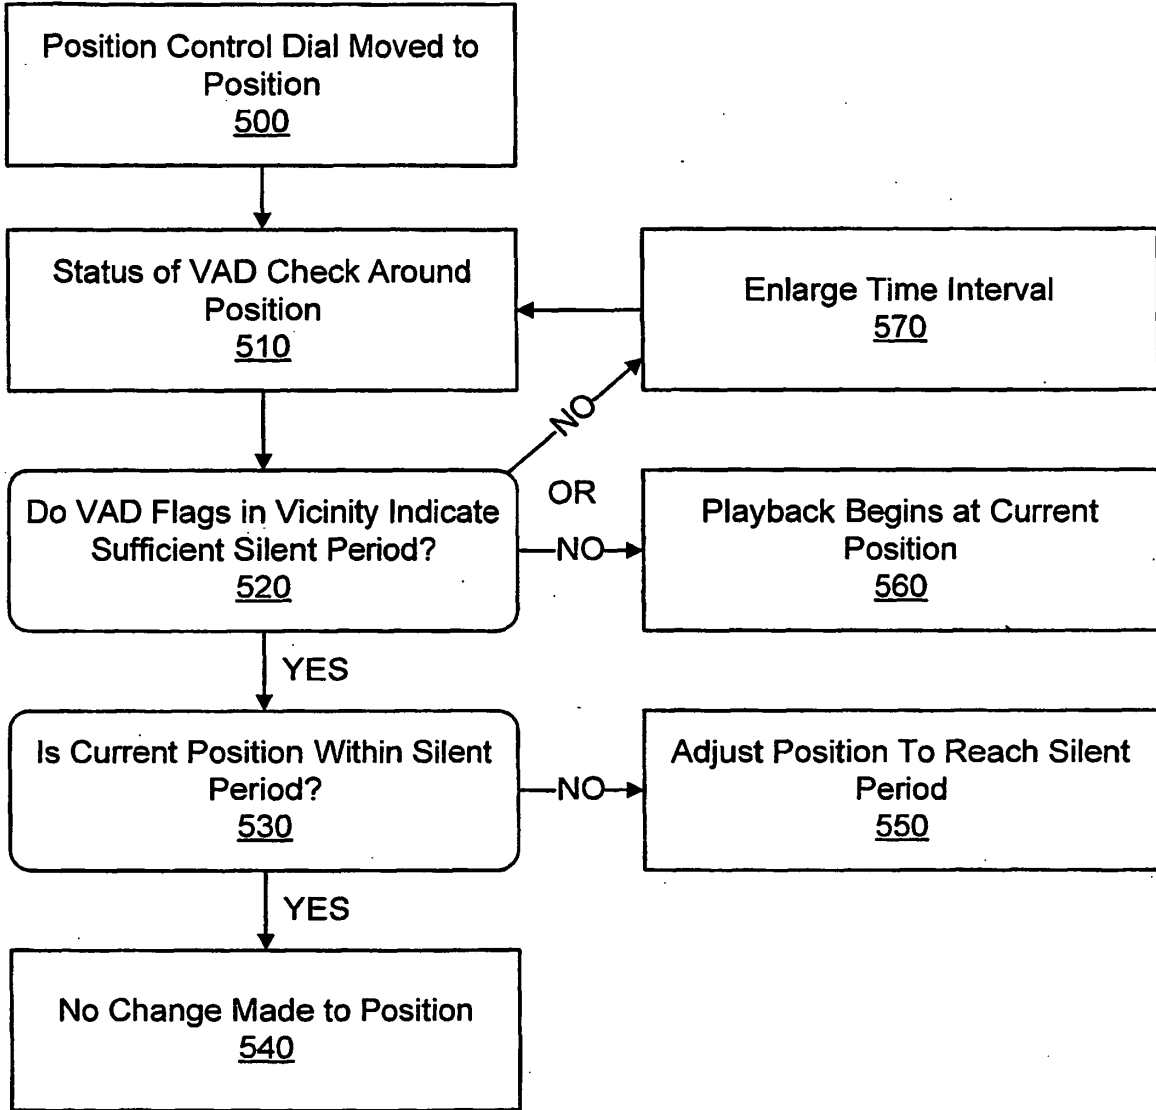 Position Control Dial Moved to
Position
500
Status of VAD Check Around
Position
510
Enlarge Time Interval
570
NO
OR
Do VAD Flags in Vicinity Indicate
Sufficient Silent Period?
520
NO
Playback Begins at Current
Position
560
YES
Is Current Position Within Silent
Period?
530
NO
Adjust Position To Reach Silent
Period
550
YES
No Change Made to Position
540